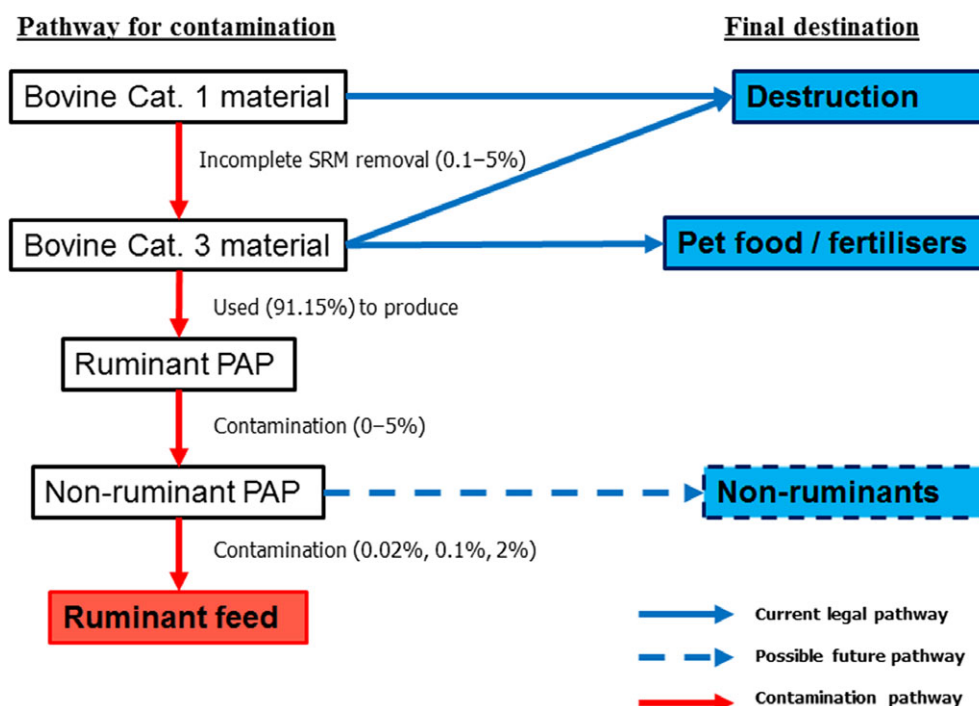 Pathway for contamination
Final destination
Bovine Cat. 1 material
Destruction
Incomplete SRM removal (0.1–5%)
Bovine Cat. 3 material
Pet food / fertilisers
Used (91.15%) to produce
Ruminant PAP
Contamination (0–5%)
Non-ruminant PAP
Non-ruminants
Contamination (0.02%, 0.1%, 2%)
Ruminant feed
Current legal pathway
Possible future pathway
Contamination pathway